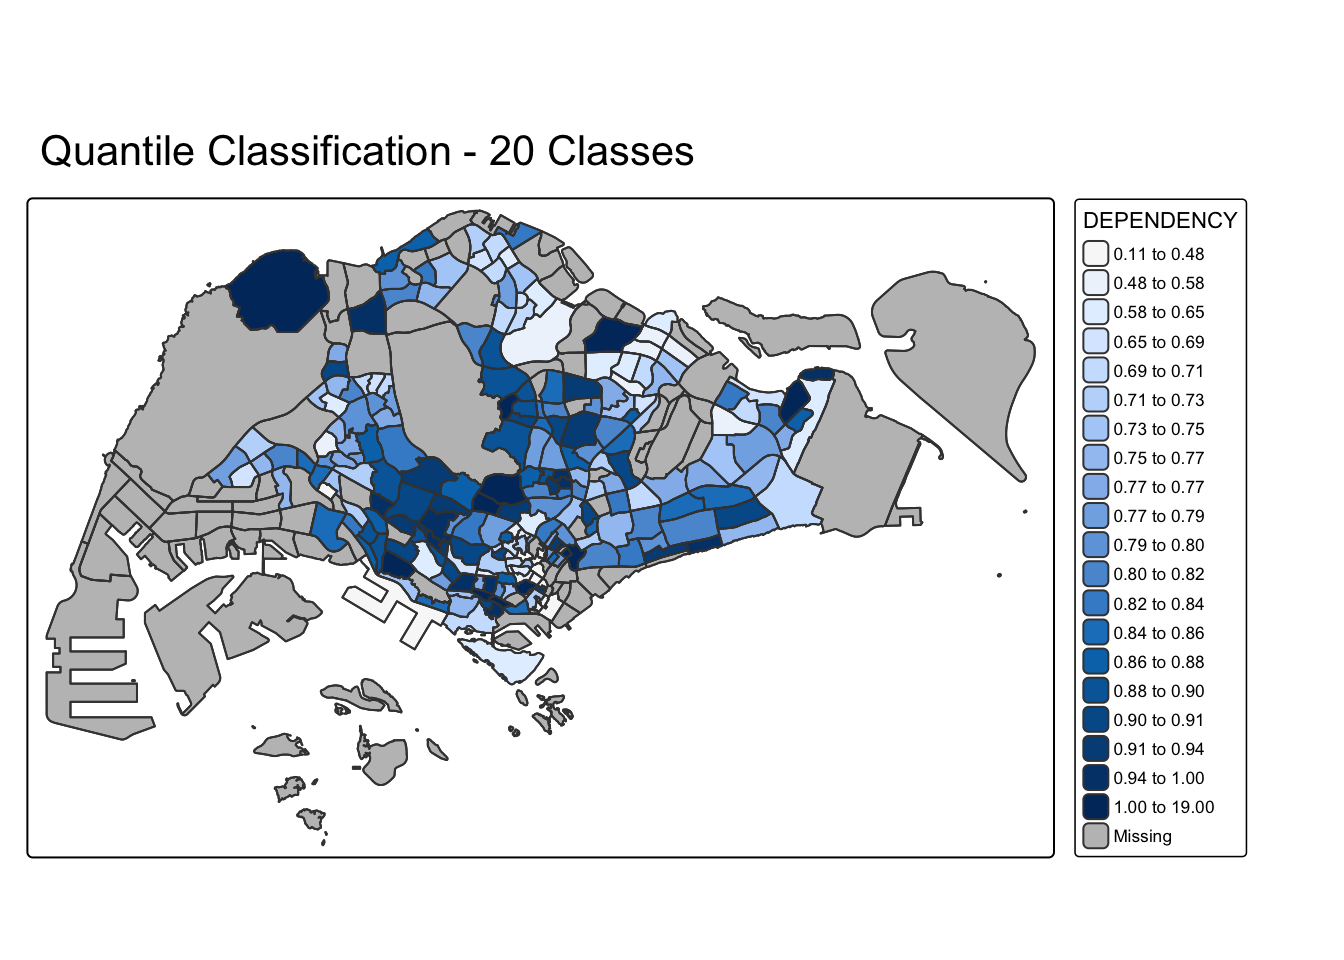 Quantile Classification - 20 Classes
DEPENDENCY
0.11 to 0.48
0.48 to 0.58
0.58 to 0.65
0.65 to 0.69
0.69 to 0.71
0.71 to 0.73
0.73 to 0.75
0.75 to 0.77
0.77 to 0.77
0.77 to 0.79
0.79 to 0.80
0.80 to 0.82
0.82 to 0.84
0.84 to 0.86
0.86 to 0.88
0.88 to 0.90
0.90 to 0.91
0.91 to 0.94
0.94 to 1.00
1.00 to 19.00
Missing